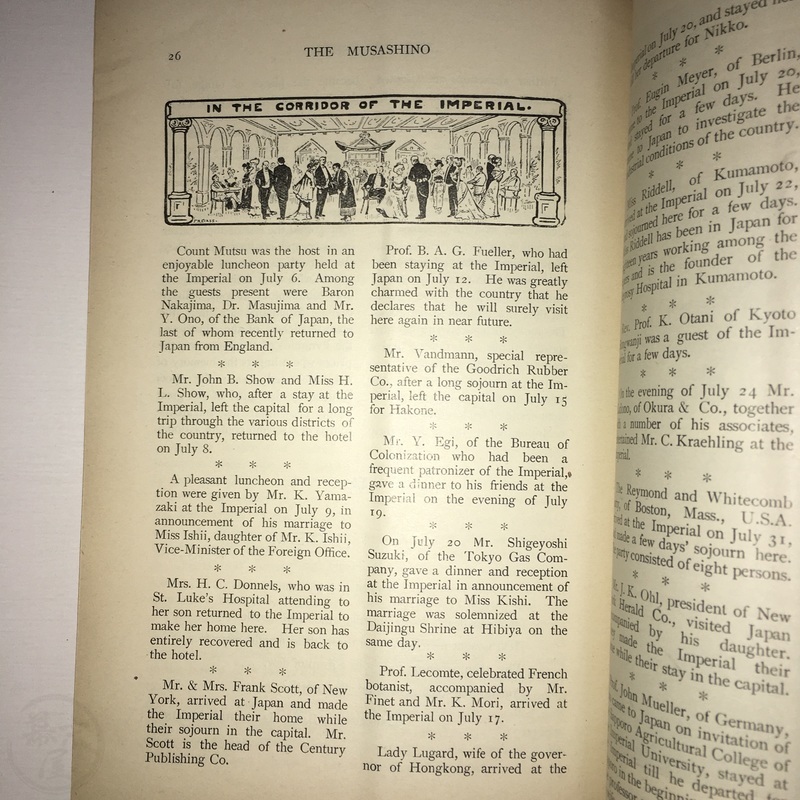 26
THE MUSASHINO
IN THE CORRIDOR OF THE IMPERIAL.
Count Mutsu was the host in an
enjoyable luncheon party held at
the Imperial on July 6. Among
the guests present were Baron
Nakajima, Dr. Masujima and Mr.
Y. Ono, of the Bank of Japan, the
last of whom recently returned to
Japan from England.
* * *
Mr. John B. Show and Miss H.
L. Show, who, after a stay at the
Imperial, left the capital for a long
trip through the various districts of
the country, returned to the hotel
on July 8.
* * *
A pleasant luncheon and recep-
tion were given by Mr. K. Yama-
zaki at the Imperial on July 9, in
announcement of his marriage to
Miss Ishii, daughter of Mr. K. Ishii,
Vice-Minister of the Foreign Office.
* * *
Mrs. H. C. Donnels, who was in
St. Luke's Hospital attending to
her son returned to the Imperial to
make her home here. Her son has
entirely recovered and is back to
the hotel.
* * *
Mr. & Mrs. Frank Scott, of New
York, arrived at Japan and made
the Imperial their home while
their sojourn in the capital. Mr.
Scott is the head of the Century
Publishing Co.
Prof. B. A. G. Fueller, who had
been staying at the Imperial, left
Japan on July 12. He was greatly
charmed with the country that he
declares that he will surely visit
here again in near future.
* * *
Mr. Vandmann, special repre-
sentative of the Goodrich Rubber
Co., after a long sojourn at the Im-
perial, left the capital on July 15
for Hakone.
* * *
Mr. Y. Egi, of the Bureau of
Colonization who had been a
frequent patronizer of the Imperial,
gave a dinner to his friends at the
Imperial on the evening of July
19.
* * *
On July 20 Mr. Shigeyoshi
Suzuki, of the Tokyo Gas Com-
pany, gave a dinner and reception
at the Imperial in announcement of
his marriage to Miss Kishi. The
marriage was solemnized at the
Daijingu Shrine at Hibiya on the
same day.
* * *
Prof. Lecomte, celebrated French
botanist, accompanied by Mr.
Finet and Mr. K. Mori, arrived at
the Imperial on July 17.
* * *
Lady Lugard, wife of the gover-
nor of Hongkong, arrived at the
on July 20, and stayed
departure for Nikko.
* * *
Eugin Meyer, of Berlin,
to the Imperial on July 20,
for a few days. He
to Japan to investigate the
conditions of the country.
* * *
Riddell, of Kumamoto,
at the Imperial on July 22,
sojourned here for a few days.
Riddell has been in Japan for
years working among the
and is the founder of the
Hospital in Kumamoto.
* * *
Prof. K. Otani of Kyoto
was a guest of the Im-
for a few days.
* * *
the evening of July 24 Mr.
of Okura & Co., together
a number of his associates,
Mr. C. Kraehling at the
* * *
Reymond and Whitecomb
of Boston, Mass., U.S.A.
at the Imperial on July 31,
made a few days' sojourn here.
party consisted of eight persons.
* * *
J. K. Ohl, president of New
Herald Co., visited Japan
by his daughter.
made the Imperial their
while their stay in the capital.
* * *
John Mueller, of Germany,
to Japan on invitation of
Agricultural College of
University, stayed at
till he departed
in the beginning